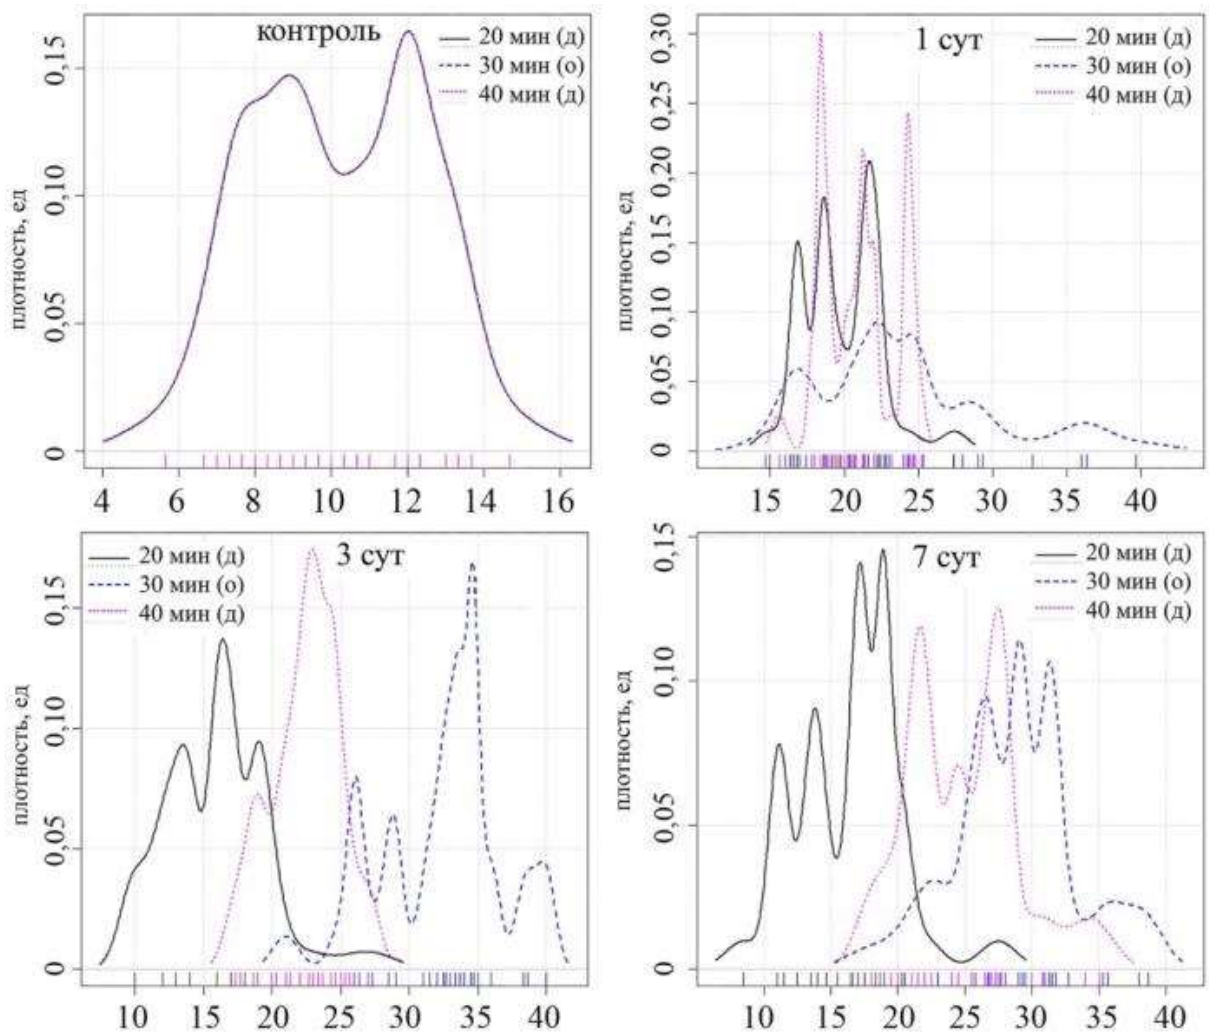 контроль
20 мин (д)
30 мин (о)
40 мин (д)
плотность, ед
0,15
0,10
0,05
0
4 6 8 10 12 14 16
1 сут
20 мин (д)
30 мин (о)
40 мин (д)
плотность, ед
0,30
0,25
0,20
0,15
0,10
0,05
0
15 20 25 30 35 40
3 сут
20 мин (д)
30 мин (о)
40 мин (д)
плотность, ед
0,15
0,10
0,05
0
10 15 20 25 30 35 40
7 сут
20 мин (д)
30 мин (о)
40 мин (д)
плотность, ед
0,15
0,10
0,05
0
10 15 20 25 30 35 40